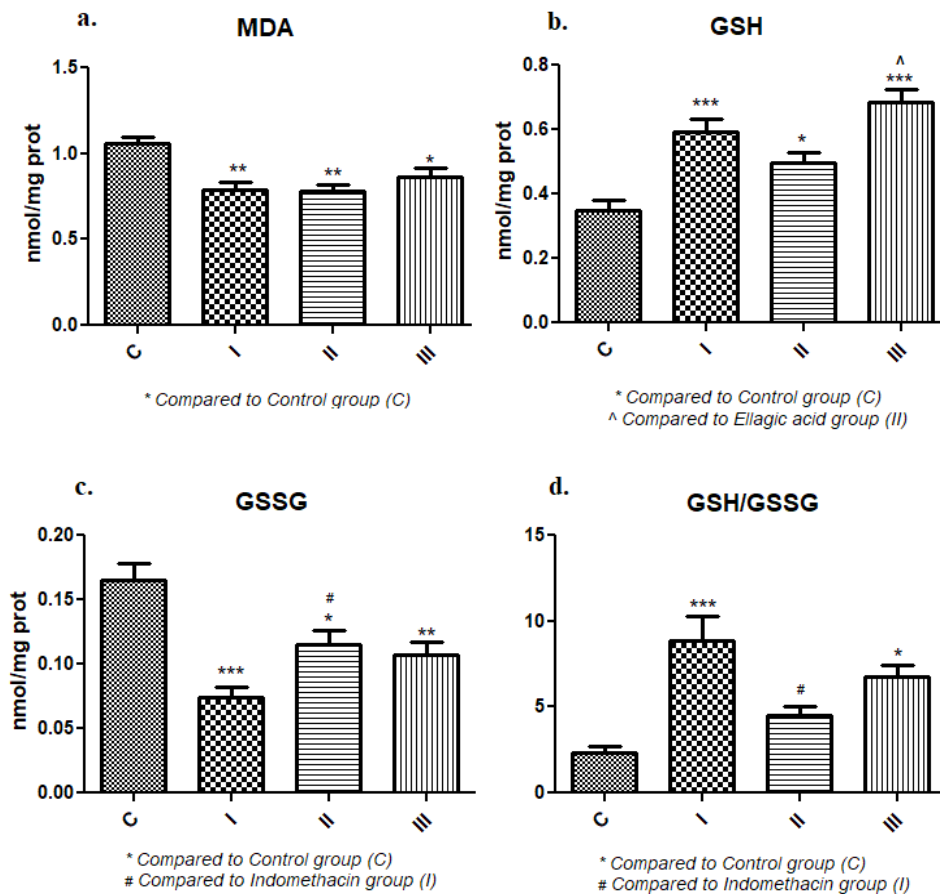 a.
MDA
nmol/mg prot
1.5
1.0
0.5
0.0
**
**
*
C
I
II
III
* Compared to Control group (C)
b.
GSH
nmol/mg prot
0.8
0.6
0.4
0.2
0.0
***
*
^
***
C
I
II
III
* Compared to Control group (C)
^ Compared to Ellagic acid group (II)
c.
GSSG
nmol/mg prot
0.20
0.15
0.10
0.05
0.00
***
#
*
**
C
I
II
III
* Compared to Control group (C)
# Compared to Indomethacin group (I)
d.
GSH/GSSG
15
10
5
0
***
#
*
C
I
II
III
* Compared to Control group (C)
# Compared to Indomethacin group (I)